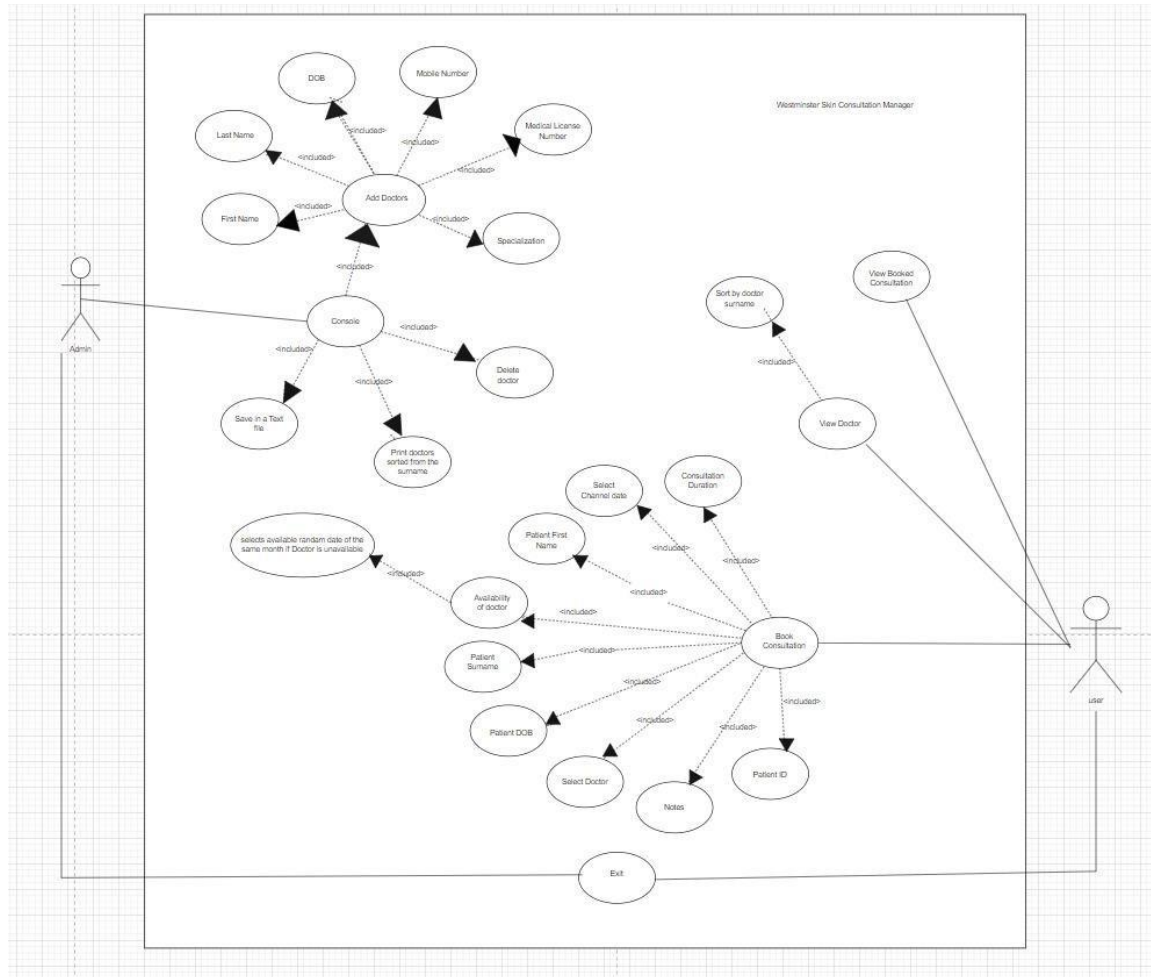 DOB
Mobile Number
Westminster Skin Consultation Manager
Last Name
<included>
<included>
Medical License
Number
<included>
<included>
Add Doctors
First Name
<included>
<included>
Specialization
<included>
View Booked
Consultation
Sort by doctor
surname
Admin
Console
<included>
<included>
<included>
<included>
Delete
doctor
Save in a Text
file
View Doctor
Print doctors
sorted from the
surname
Select
Channel date
Consultation
Duration
selects available randam date of the
same month if Doctor is unavailable
Patient First
Name
<included>
<included>
<included>
<included>
Availability
of doctor
<included>
Book
Consultation
Patient
Surname
<included>
<included>
user
<included>
<included>
<included>
Patient DOB
Select Doctor
Patient ID
Notes
Exit